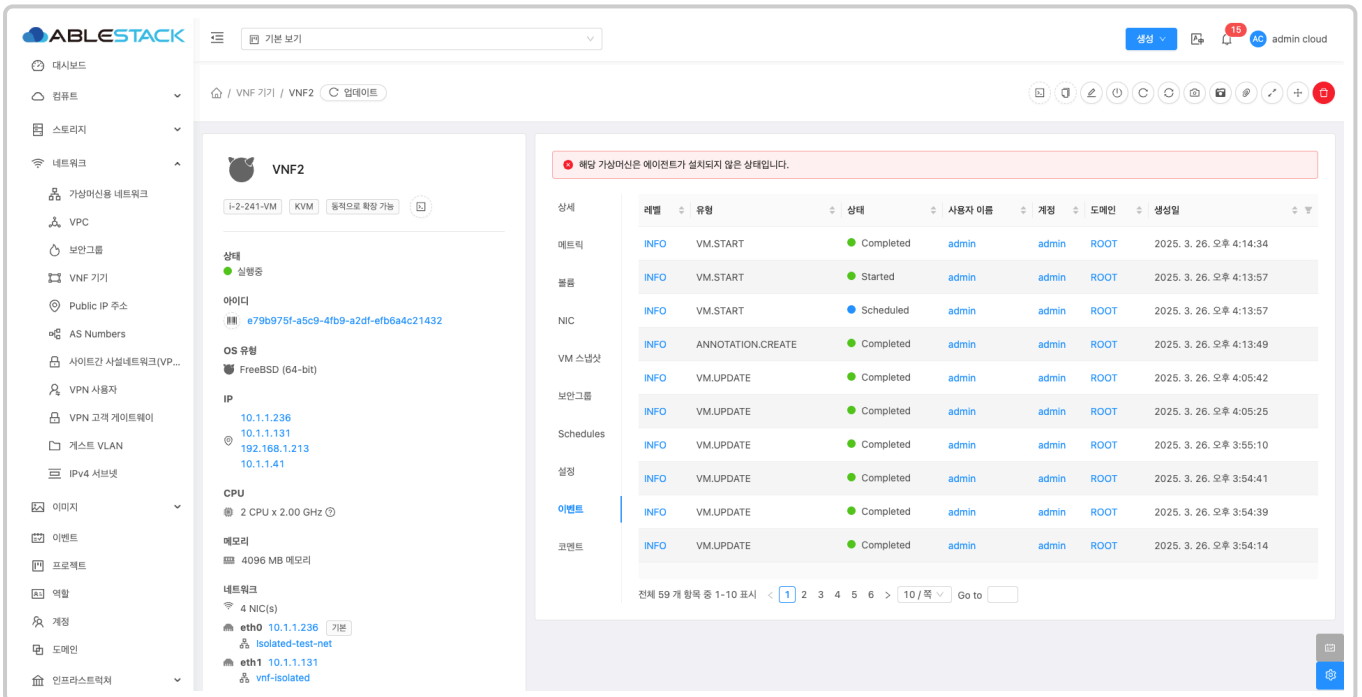 ABLESTACK
기본 보기
생성
15
AC
admin cloud
대시보드
컴퓨트
스토리지
네트워크
가상머신용 네트워크
VPC
보안그룹
VNF 기기
Public IP 주소
AS Numbers
사이트간 사설네트워크(VP...
VPN 사용자
VPN 고객 게이트웨이
게스트 VLAN
IPv4 서브넷
이미지
이벤트
프로젝트
역할
계정
도메인
인프라스트럭쳐
/ VNF 기기 / VNF2 업데이트
VNF2
i-2-241-VM KVM 동적으로 확장 가능
상태
실행중
아이디
e79b975f-a5c9-4fb9-a2df-efb6a4c21432
OS 유형
FreeBSD (64-bit)
IP
10.1.1.236
10.1.1.131
192.168.1.213
10.1.1.41
CPU
2 CPU x 2.00 GHz
메모리
4096 MB 메모리
네트워크
4 NIC(s)
eth0 10.1.1.236 기본
Isolated-test-net
eth1 10.1.1.131
vnf-isolated
해당 가상머신은 에이전트가 설치되지 않은 상태입니다.
상세
메트릭
볼륨
NIC
VM 스냅샷
보안그룹
Schedules
설정
이벤트
코멘트
레벨 유형 상태 사용자 이름 계정 도메인 생성일
INFO VM.START Completed admin admin ROOT 2025. 3. 26. 오후 4:14:34
INFO VM.START Started admin admin ROOT 2025. 3. 26. 오후 4:13:57
INFO VM.START Scheduled admin admin ROOT 2025. 3. 26. 오후 4:13:57
INFO ANNOTATION.CREATE Completed admin admin ROOT 2025. 3. 26. 오후 4:13:49
INFO VM.UPDATE Completed admin admin ROOT 2025. 3. 26. 오후 4:05:42
INFO VM.UPDATE Completed admin admin ROOT 2025. 3. 26. 오후 4:05:25
INFO VM.UPDATE Completed admin admin ROOT 2025. 3. 26. 오후 3:55:10
INFO VM.UPDATE Completed admin admin ROOT 2025. 3. 26. 오후 3:54:41
INFO VM.UPDATE Completed admin admin ROOT 2025. 3. 26. 오후 3:54:39
INFO VM.UPDATE Completed admin admin ROOT 2025. 3. 26. 오후 3:54:14
전체 59 개 항목 중 1-10 표시 < 1 2 3 4 5 6 > 10 / 쪽 Go to